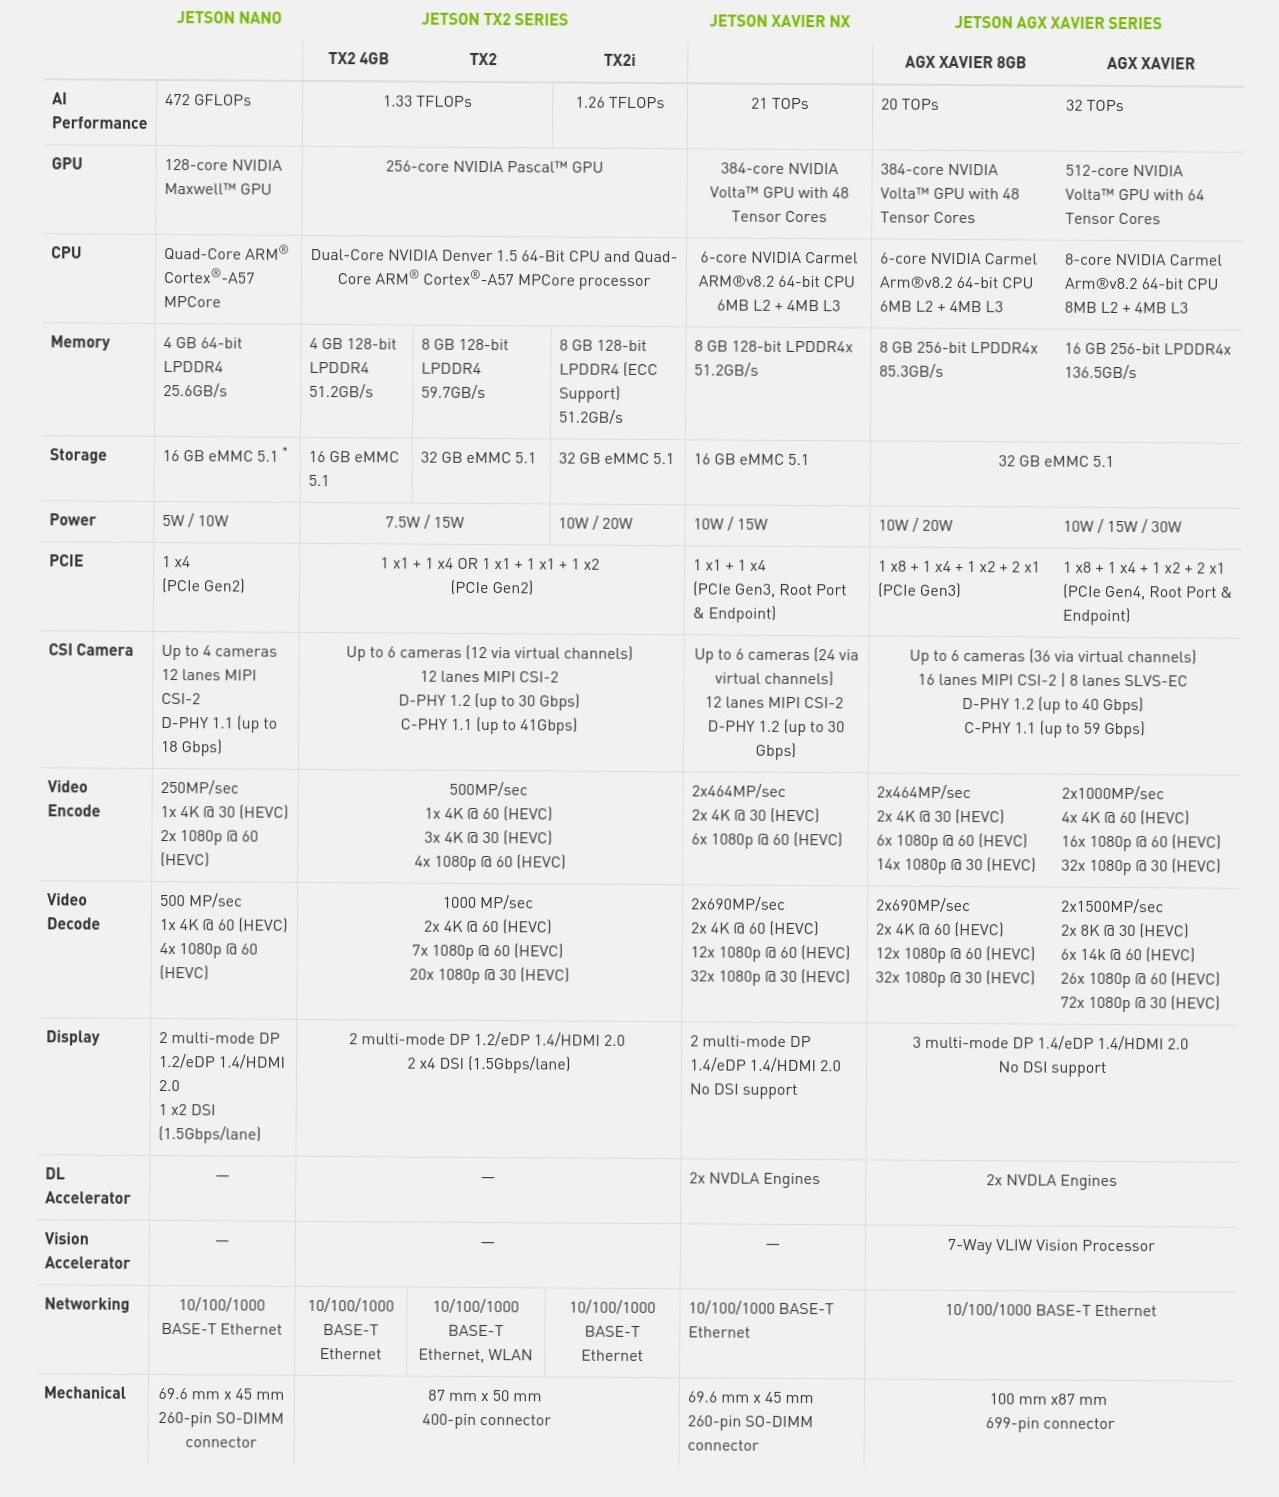 JETSON NANO
JETSON TX2 SERIES
JETSON XAVIER NX
JETSON AGX XAVIER SERIES
TX2 4GB
TX2
TX2i
AGX XAVIER 8GB
AGX XAVIER
AI
Performance
472 GFLOPs
1.33 TFLOPs
1.26 TFLOPs
21 TOPs
20 TOPs
32 TOPs
GPU
128-core NVIDIA
Maxwell™ GPU
256-core NVIDIA Pascal™ GPU
384-core NVIDIA
Volta™ GPU with 48
Tensor Cores
384-core NVIDIA
Volta™ GPU with 48
Tensor Cores
512-core NVIDIA
Volta™ GPU with 64
Tensor Cores
CPU
Quad-Core ARM®
Cortex®-A57
MPCore
Dual-Core NVIDIA Denver 1.5 64-Bit CPU and Quad-
Core ARM® Cortex®-A57 MPCore processor
6-core NVIDIA Carmel
ARM®v8.2 64-bit CPU
6MB L2 + 4MB L3
6-core NVIDIA Carmel
Arm®v8.2 64-bit CPU
6MB L2 + 4MB L3
8-core NVIDIA Carmel
Arm®v8.2 64-bit CPU
8MB L2 + 4MB L3
Memory
4 GB 64-bit
LPDDR4
25.6GB/s
4 GB 128-bit
LPDDR4
51.2GB/s
8 GB 128-bit
LPDDR4
59.7GB/s
8 GB 128-bit
LPDDR4 (ECC
Support)
51.2GB/s
8 GB 128-bit LPDDR4x
51.2GB/s
8 GB 256-bit LPDDR4x
85.3GB/s
16 GB 256-bit LPDDR4x
136.5GB/s
Storage
16 GB eMMC 5.1 *
16 GB eMMC
5.1
32 GB eMMC 5.1
32 GB eMMC 5.1
16 GB eMMC 5.1
32 GB eMMC 5.1
Power
5W / 10W
7.5W / 15W
10W / 20W
10W / 15W
10W / 20W
10W / 15W / 30W
PCIE
1 x4
(PCIe Gen2)
1 x1 + 1 x4 OR 1 x1 + 1 x1 + 1 x2
(PCIe Gen2)
1 x1 + 1 x4
(PCIe Gen3, Root Port
& Endpoint)
1 x8 + 1 x4 + 1 x2 + 2 x1
(PCIe Gen3)
1 x8 + 1 x4 + 1 x2 + 2 x1
(PCIe Gen4, Root Port &
Endpoint)
CSI Camera
Up to 4 cameras
12 lanes MIPI
CSI-2
D-PHY 1.1 (up to
18 Gbps)
Up to 6 cameras (12 via virtual channels)
12 lanes MIPI CSI-2
D-PHY 1.2 (up to 30 Gbps)
C-PHY 1.1 (up to 41Gbps)
Up to 6 cameras (24 via
virtual channels)
12 lanes MIPI CSI-2
D-PHY 1.2 (up to 30
Gbps)
Up to 6 cameras (36 via virtual channels)
16 lanes MIPI CSI-2 | 8 lanes SLVS-EC
D-PHY 1.2 (up to 40 Gbps)
C-PHY 1.1 (up to 59 Gbps)
Video
Encode
250MP/sec
1x 4K @ 30 (HEVC)
2x 1080p @ 60
(HEVC)
500MP/sec
1x 4K @ 60 (HEVC)
3x 4K @ 30 (HEVC)
4x 1080p @ 60 (HEVC)
2x464MP/sec
2x 4K @ 30 (HEVC)
6x 1080p @ 60 (HEVC)
2x464MP/sec
2x 4K @ 30 (HEVC)
6x 1080p @ 60 (HEVC)
14x 1080p @ 30 (HEVC)
2x1000MP/sec
4x 4K @ 60 (HEVC)
16x 1080p @ 60 (HEVC)
32x 1080p @ 30 (HEVC)
Video
Decode
500 MP/sec
1x 4K @ 60 (HEVC)
4x 1080p @ 60
(HEVC)
1000 MP/sec
2x 4K @ 60 (HEVC)
7x 1080p @ 60 (HEVC)
20x 1080p @ 30 (HEVC)
2x690MP/sec
2x 4K @ 60 (HEVC)
12x 1080p @ 60 (HEVC)
32x 1080p @ 30 (HEVC)
2x690MP/sec
2x 4K @ 60 (HEVC)
12x 1080p @ 60 (HEVC)
32x 1080p @ 30 (HEVC)
2x1500MP/sec
2x 8K @ 30 (HEVC)
6x 14k @ 60 (HEVC)
26x 1080p @ 60 (HEVC)
72x 1080p @ 30 (HEVC)
Display
2 multi-mode DP
1.2/eDP 1.4/HDMI
2.0
1 x2 DSI
(1.5Gbps/lane)
2 multi-mode DP 1.2/eDP 1.4/HDMI 2.0
2 x4 DSI (1.5Gbps/lane)
2 multi-mode DP
1.4/eDP 1.4/HDMI 2.0
No DSI support
3 multi-mode DP 1.4/eDP 1.4/HDMI 2.0
No DSI support
DL
Accelerator
—
—
2x NVDLA Engines
2x NVDLA Engines
Vision
Accelerator
—
—
—
7-Way VLIW Vision Processor
Networking
10/100/1000
BASE-T Ethernet
10/100/1000
BASE-T
Ethernet
10/100/1000
BASE-T
Ethernet, WLAN
10/100/1000
BASE-T
Ethernet
10/100/1000 BASE-T
Ethernet
10/100/1000 BASE-T Ethernet
Mechanical
69.6 mm x 45 mm
260-pin SO-DIMM
connector
87 mm x 50 mm
400-pin connector
69.6 mm x 45 mm
260-pin SO-DIMM
connector
100 mm x87 mm
699-pin connector